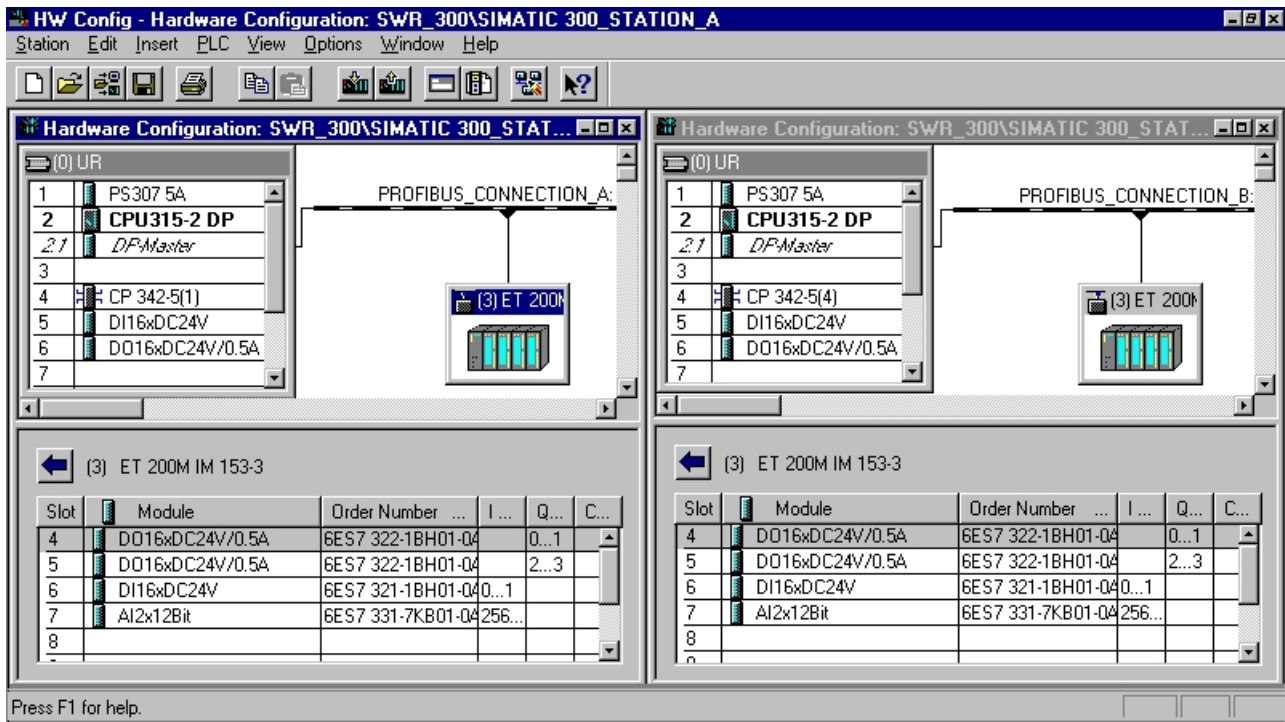 HW Config - Hardware Configuration: SWR_300\SIMATIC 300_STATION_A
Station Edit Insert PLC View Options Window Help
Hardware Configuration: SWR_300\SIMATIC 300_STAT...
(0) UR
1 PS307 5A
2 CPU315-2 DP
2.1 DP-Master
3
4 CP 342-5(1)
5 DI16xDC24V
6 DO16xDC24V/0.5A
7
PROFIBUS_CONNECTION_A:
(3) ET 200M
(3) ET 200M IM 153-3
Slot Module Order Number ... I ... Q... C...
4 DO16xDC24V/0.5A 6ES7 322-1BH01-0A 0...1
5 DO16xDC24V/0.5A 6ES7 322-1BH01-0A 2...3
6 DI16xDC24V 6ES7 321-1BH01-0A 0...1
7 AI2x12Bit 6ES7 331-7KB01-0A 256...
8
Hardware Configuration: SWR_300\SIMATIC 300_STAT...
(0) UR
1 PS307 5A
2 CPU315-2 DP
2.1 DP-Master
3
4 CP 342-5(4)
5 DI16xDC24V
6 DO16xDC24V/0.5A
7
PROFIBUS_CONNECTION_B:
(3) ET 200M
(3) ET 200M IM 153-3
Slot Module Order Number ... I ... Q... C...
4 DO16xDC24V/0.5A 6ES7 322-1BH01-0A 0...1
5 DO16xDC24V/0.5A 6ES7 322-1BH01-0A 2...3
6 DI16xDC24V 6ES7 321-1BH01-0A 0...1
7 AI2x12Bit 6ES7 331-7KB01-0A 256...
8
Press F1 for help.